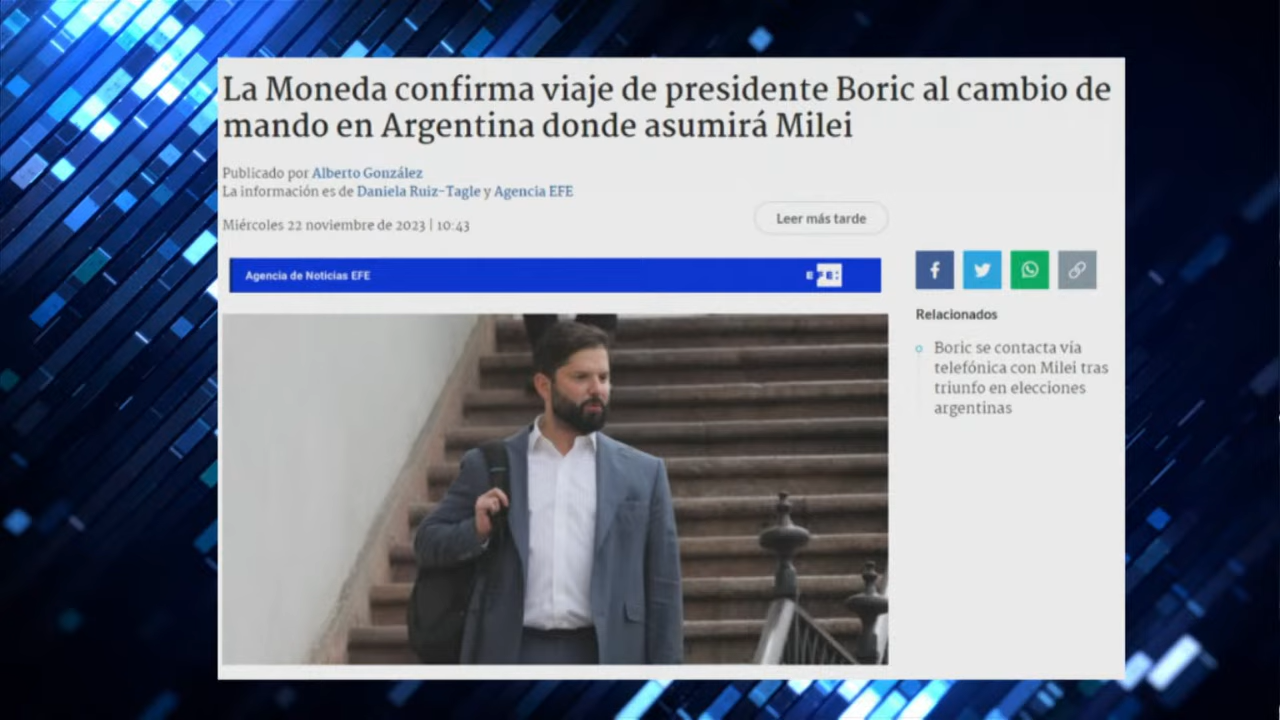 La Moneda confirma viaje de presidente Boric al cambio de
mando en Argentina donde asumirá Milei
Publicado por Alberto González
La información es de Daniela Ruiz-Tagle y Agencia EFE
Miércoles 22 noviembre de 2023 | 10:43
Leer más tarde
Agencia de Noticias EFE
EFE:
Relacionados
Boric se contacta vía
telefónica con Milei tras
triunfo en elecciones
argentinas